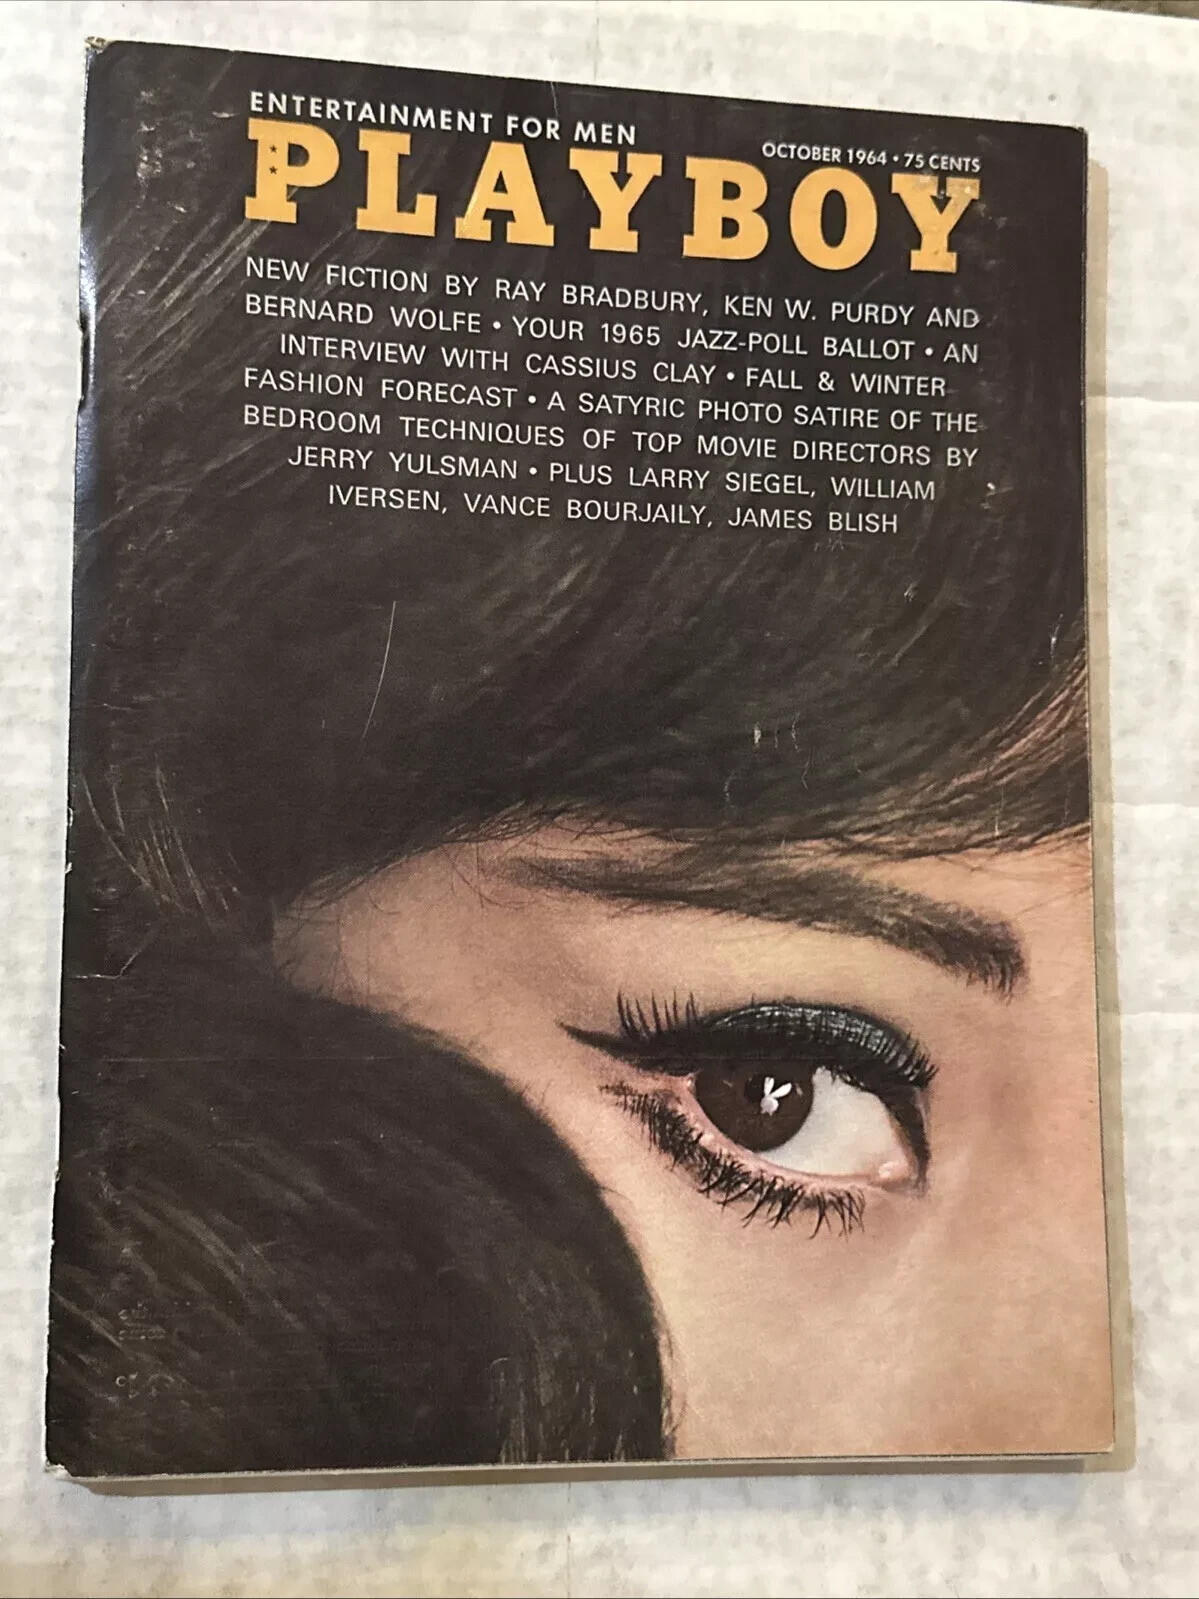 ENTERTAINMENT FOR MEN
PLAYBOY
OCTOBER 1964 • 75 CENTS
NEW FICTION BY RAY BRADBURY, KEN W. PURDY AND
BERNARD WOLFE • YOUR 1965 JAZZ-POLL BALLOT • AN
INTERVIEW WITH CASSIUS CLAY • FALL & WINTER
FASHION FORECAST • A SATYRIC PHOTO SATIRE OF THE
BEDROOM TECHNIQUES OF TOP MOVIE DIRECTORS BY
JERRY YULSMAN • PLUS LARRY SIEGEL, WILLIAM
IVERSEN, VANCE BOURJAILY, JAMES BLISH